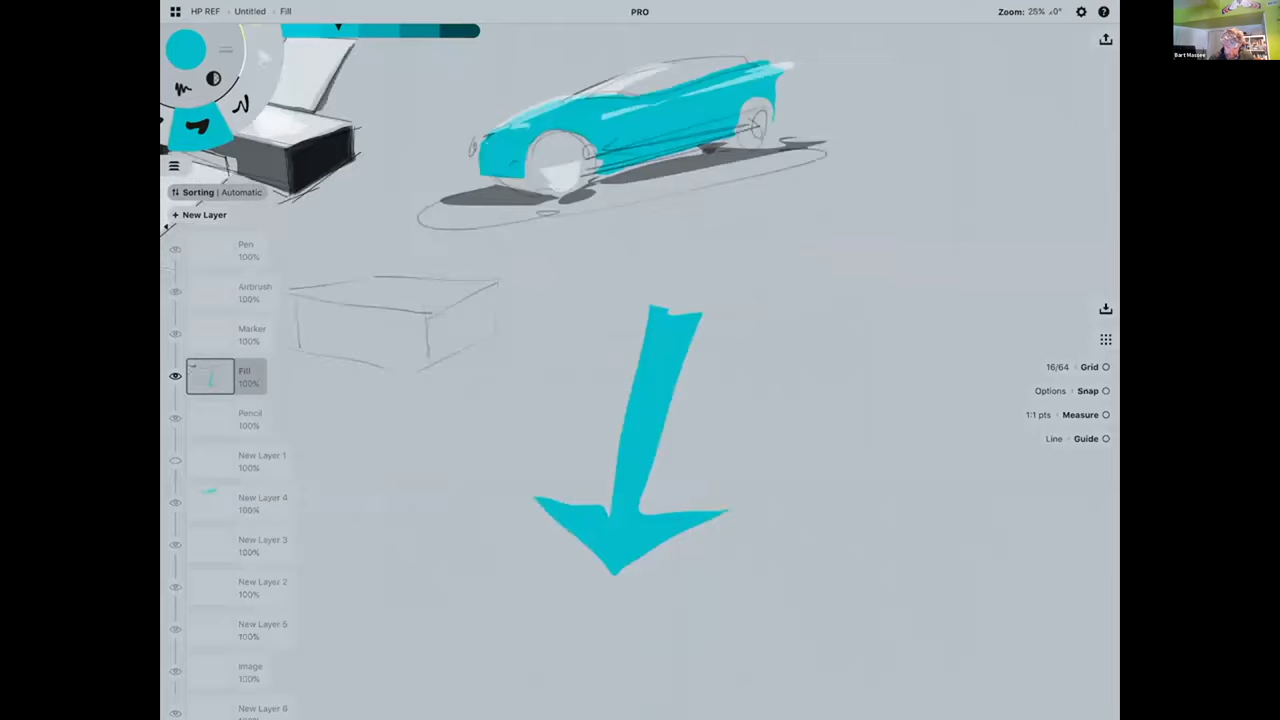 HP REF Untitled Fill
PRO
Zoom: 25% 0°
Bart Massee
Sorting | Automatic
+ New Layer
Pen
100%
Airbrush
100%
Marker
100%
Fill
100%
Pencil
100%
New Layer 1
100%
New Layer 4
100%
New Layer 3
100%
New Layer 2
100%
New Layer 5
100%
Image
100%
New Layer 6
16/64 Grid
Options Snap
1:1 pts Measure
Line Guide